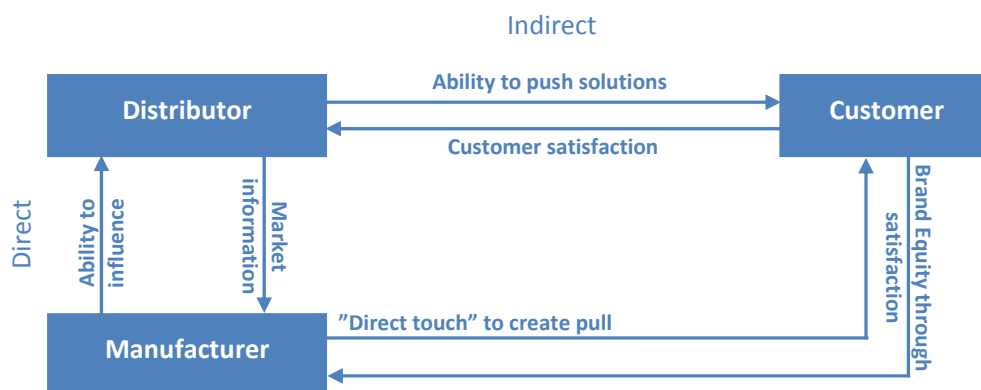 Indirect
Ability to push solutions
Distributor
Customer
Customer satisfaction
Direct
Ability to
influence
Market
information
Brand Equity through
satisfaction
”Direct touch” to create pull
Manufacturer